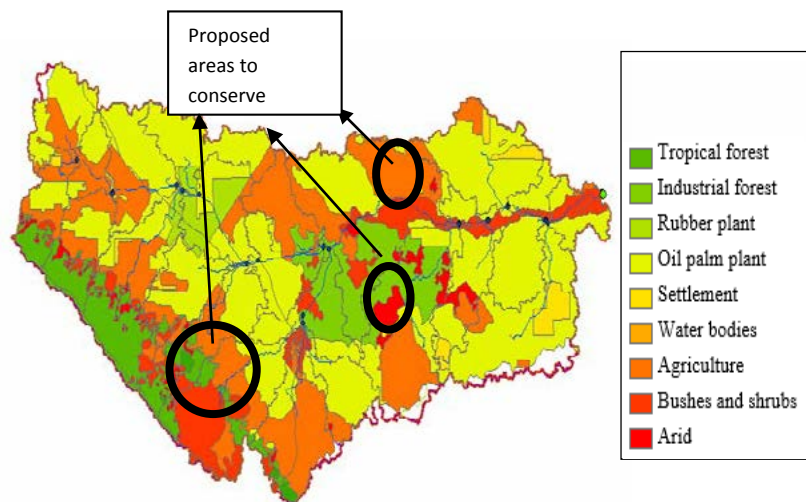 Proposed
areas to
conserve
Tropical forest
Industrial forest
Rubber plant
Oil palm plant
Settlement
Water bodies
Agriculture
Bushes and shrubs
Arid